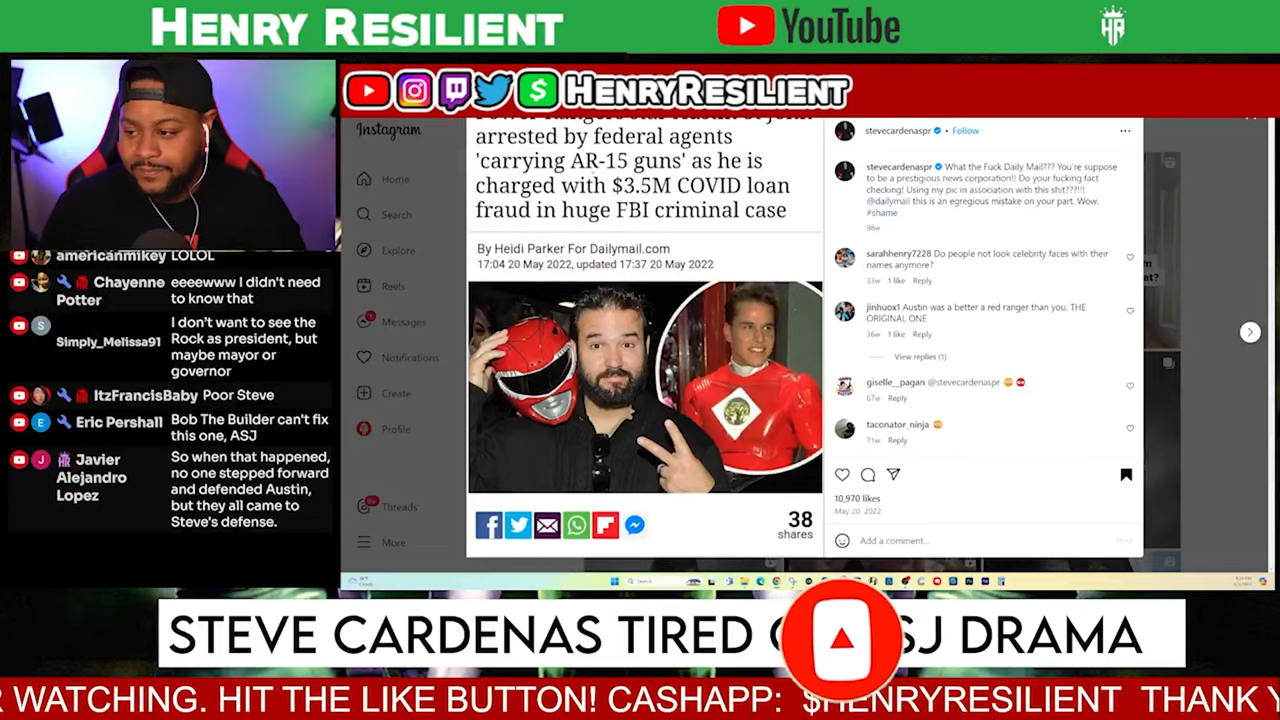 HENRY RESILIENT
YouTube
HR
HENRYRESILIENT
americanmikey LOLOL
Chayenne Potter eeeewww I didn't need
to know that
Simply_Melissa91 I don't want to see the
Rock as president, but
maybe mayor or
governor
ItzFrancisBaby Poor Steve
Eric Pershall Bob The Builder can't fix
this one, ASJ
Javier Alejandro Lopez So when that happened,
no one stepped forward
and defended Austin,
but they all came to
Steve's defense.
Instagram
Home
Search
Explore
Reels
Messages
Notifications
Create
Profile
Threads
More
arrested by federal agents
'carrying AR-15 guns' as he is
charged with $3.5M COVID loan
fraud in huge FBI criminal case
By Heidi Parker For Dailymail.com
17:04 20 May 2022, updated 17:37 20 May 2022
38
shares
stevecardenaspr • Follow
stevecardenaspr What the Fuck Daily Mail??? You're suppose
to be a prestigious news corporation!! Do your fucking fact
checking! Using my pic in association with this shit???!!!
@dailymail this is an egregious mistake on your part. Wow.
#shame
98w
sarahhenry7228 Do people not look celebrity faces with their
names anymore?
33w 1 like Reply
jinhuox1 Austin was a better a red ranger than you. THE
ORIGINAL ONE
36w 1 like Reply
View replies (1)
giselle__pagan @stevecardenaspr
67w Reply
taconator_ninja
71w Reply
10,970 likes
May 20, 2022
Add a comment...
Post
Search
STEVE CARDENAS TIRED SJ DRAMA
R WATCHING. HIT THE LIKE BUTTON! CASHAPP: $HENRYRESILIENT THANK Y